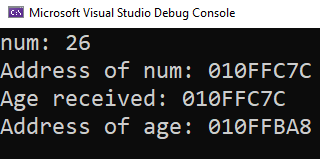 Microsoft Visual Studio Debug Console
num: 26
Address of num: 010FFC7C
Age received: 010FFC7C
Address of age: 010FFBA8